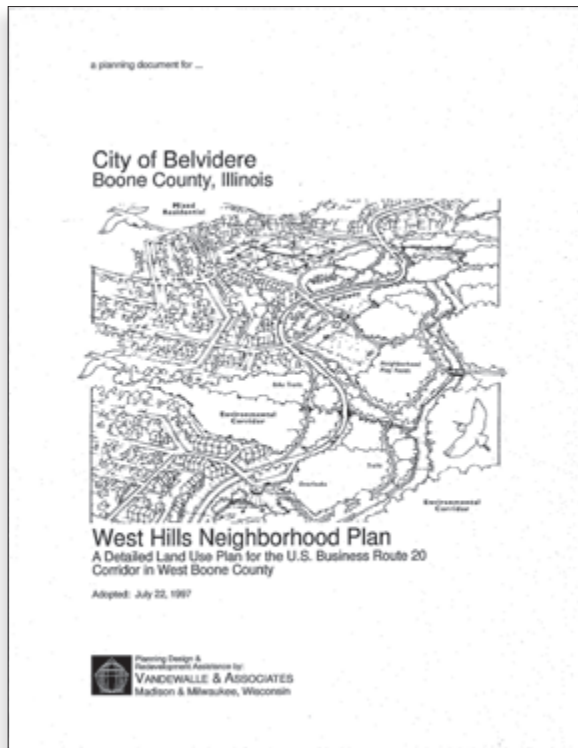 a planning document for ...
City of Belvidere
Boone County, Illinois
Mixed
Residential
Neighborhood
Play Fields
Bike Trails
Environmental
Corridor
Trails
Overlooks
Environmental
Corridor
West Hills Neighborhood Plan
A Detailed Land Use Plan for the U.S. Business Route 20
Corridor in West Boone County
Adopted: July 22, 1997
Planning Design &
Redevelopment Assistance by:
VANDEWALLE & ASSOCIATES
Madison & Milwaukee, Wisconsin